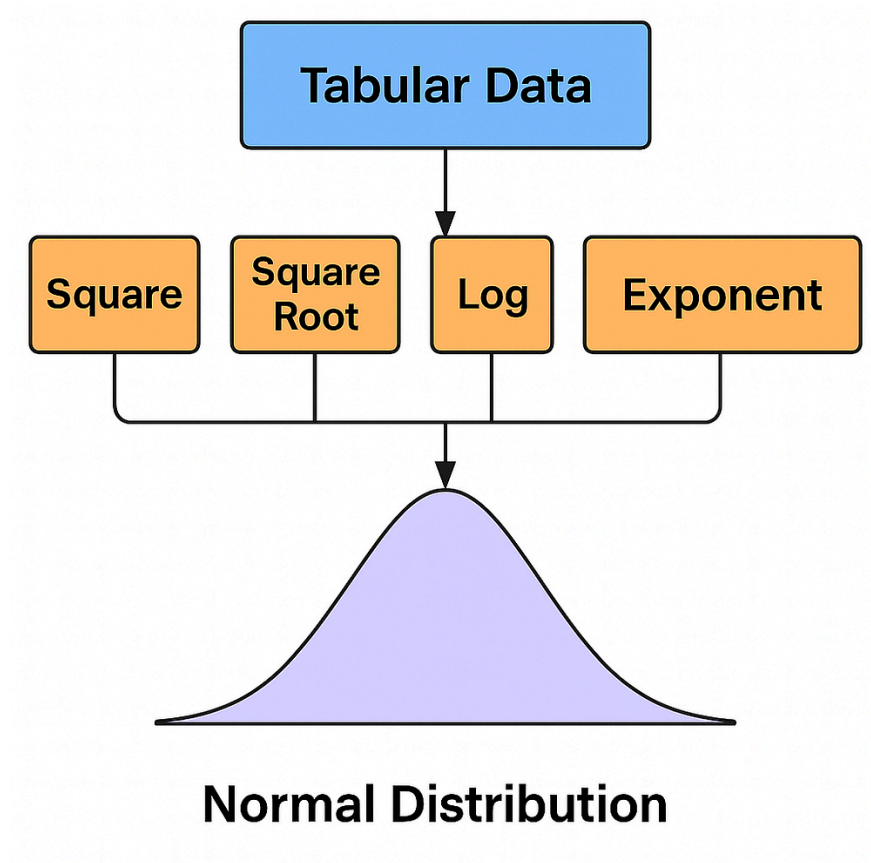 Tabular Data
Square
Square
Root
Log
Exponent
Normal Distribution